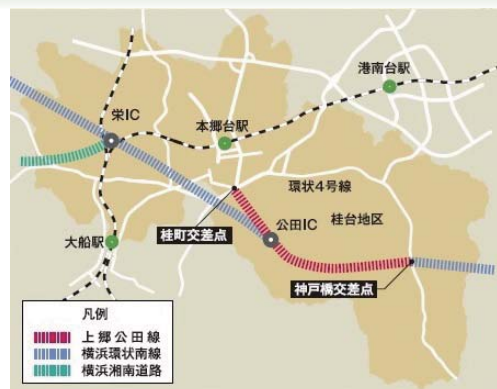 港南台駅
栄IC
本郷台駅
環状4号線
桂町交差点
公田IC
桂台地区
大船駅
神戸橋交差点
凡例
上郷公田線
横浜環状南線
横浜湘南道路